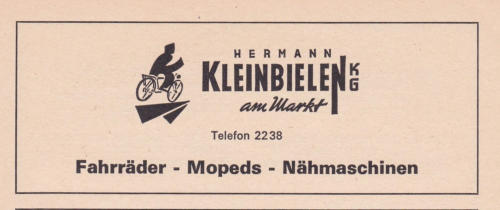 HERMANN
KLEINBIELEN KG
am Markt
Telefon 2238
Fahrräder - Mopeds - Nähmaschinen